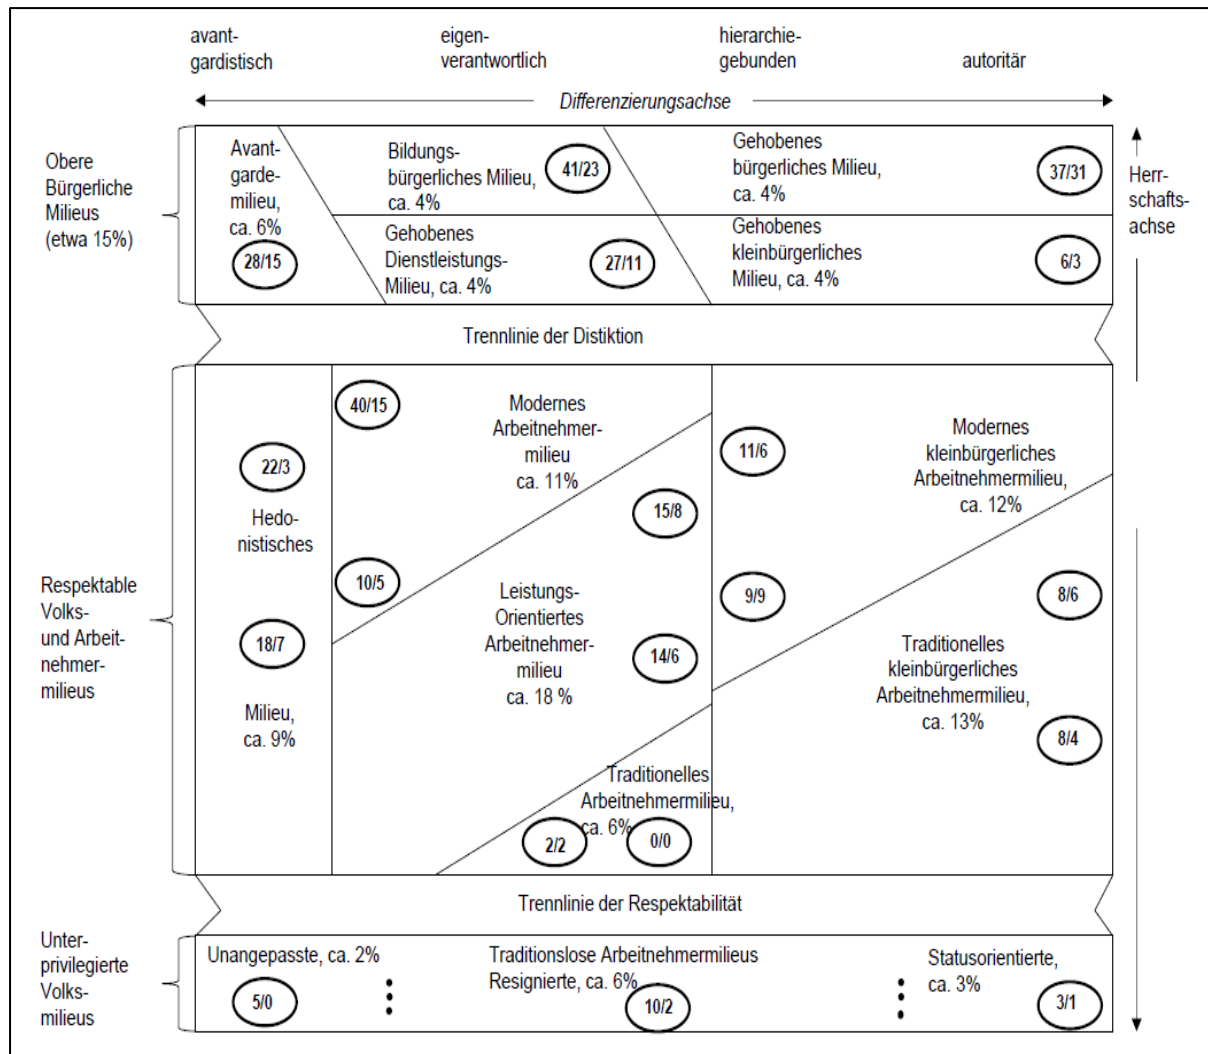 avant-
gardistisch
eigen-
verantwortlich
hierarchie-
gebunden
autoritär
Differenzierungsachse
Obere
Bürgerliche
Milieus
(etwa 15%)
Avant-
garde-
milieu,
ca. 6%
28/15
Bildungs-
bürgerliches Milieu,
ca. 4%
41/23
Gehobenes
bürgerliches Milieu,
ca. 4%
37/31
Gehobenes
Dienstleistungs-
Milieu, ca. 4%
27/11
Gehobenes
kleinbürgerliches
Milieu, ca. 4%
6/3
Herr-
schafts-
achse
Trennlinie der Distiktion
Respektable
Volks-
und Arbeit-
nehmer-
milieus
22/3
Hedo-
nistisches
18/7
Milieu,
ca. 9%
40/15
Modernes
Arbeitnehmer-
milieu
ca. 11%
10/5
15/8
Leistungs-
Orientiertes
Arbeitnehmer-
milieu
ca. 18 %
14/6
Traditionelles
Arbeitnehmermilieu,
ca. 6%
2/2
0/0
11/6
Modernes
kleinbürgerliches
Arbeitnehmermilieu,
ca. 12%
9/9
8/6
Traditionelles
kleinbürgerliches
Arbeitnehmermilieu,
ca. 13%
8/4
Trennlinie der Respektabilität
Unter-
privilegierte
Volks-
milieus
Unangepasste, ca. 2%
5/0
Traditionslose Arbeitnehmermilieus
Resignierte, ca. 6%
10/2
Statusorientierte,
ca. 3%
3/1